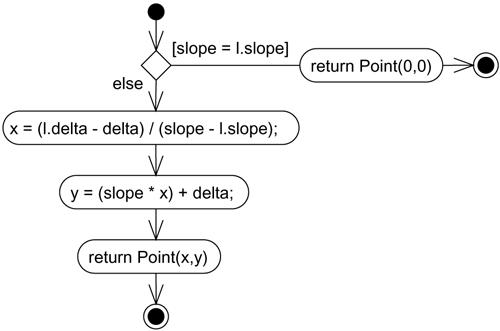 [slope = l.slope]
return Point(0,0)
else
x = (l.delta - delta) / (slope - l.slope);
y = (slope * x) + delta;
return Point(x,y)